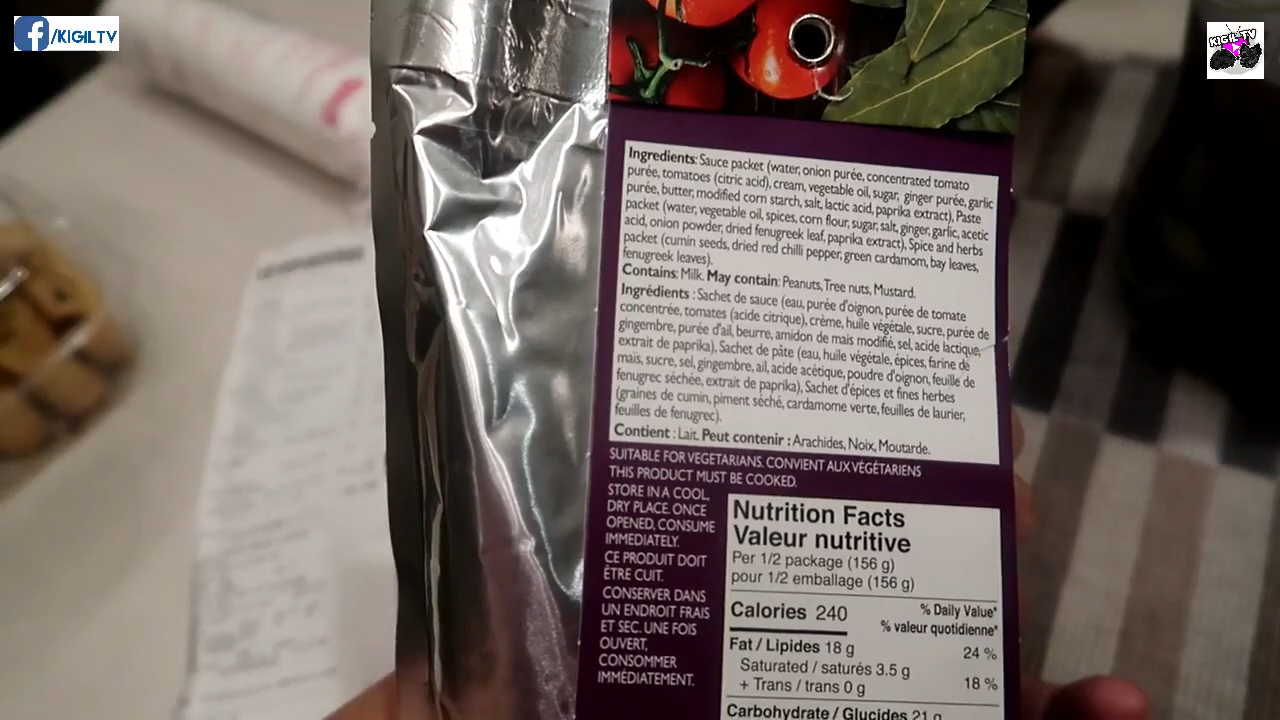 f/KIGILTV
KIGIL TV
Ingredients: Sauce packet (water, onion purée, concentrated tomato
purée, tomatoes (citric acid), cream, vegetable oil, sugar, ginger purée, garlic
purée, butter, modified corn starch, salt, lactic acid, paprika extract), Paste
packet (water, vegetable oil, spices, corn flour, sugar, salt, ginger, garlic, acetic
acid, onion powder, dried fenugreek leaf, paprika extract), Spice and herbs
packet (cumin seeds, dried red chilli pepper, green cardamom, bay leaves,
fenugreek leaves).
Contains: Milk. May contain: Peanuts, Tree nuts, Mustard.
Ingrédients : Sachet de sauce (eau, purée d'oignon, purée de tomate
concentrée, tomates (acide citrique), crème, huile végétale, sucre, purée de
gingembre, purée d'ail, beurre, amidon de maïs modifié, sel, acide lactique,
extrait de paprika), Sachet de pâte (eau, huile végétale, épices, farine de
maïs, sucre, sel, gingembre, ail, acide acétique, poudre d'oignon, feuille de
fenugrec séchée, extrait de paprika), Sachet d'épices et fines herbes
(graines de cumin, piment séché, cardamome verte, feuilles de laurier,
feuilles de fenugrec).
Contient : Lait. Peut contenir : Arachides, Noix, Moutarde.
SUITABLE FOR VEGETARIANS. CONVIENT AUX VÉGÉTARIENS
THIS PRODUCT MUST BE COOKED.
STORE IN A COOL,
DRY PLACE. ONCE
OPENED, CONSUME
IMMEDIATELY.
CE PRODUIT DOIT
ÊTRE CUIT.
CONSERVER DANS
UN ENDROIT FRAIS
ET SEC. UNE FOIS
OUVERT,
CONSOMMER
IMMÉDIATEMENT.
Nutrition Facts
Valeur nutritive
Per 1/2 package (156 g)
pour 1/2 emballage (156 g)
Calories 240
% Daily Value*
% valeur quotidienne*
Fat / Lipides 18 g 24 %
Saturated / saturés 3.5 g
+ Trans / trans 0 g 18 %
Carbohydrate / Glucides 21 g